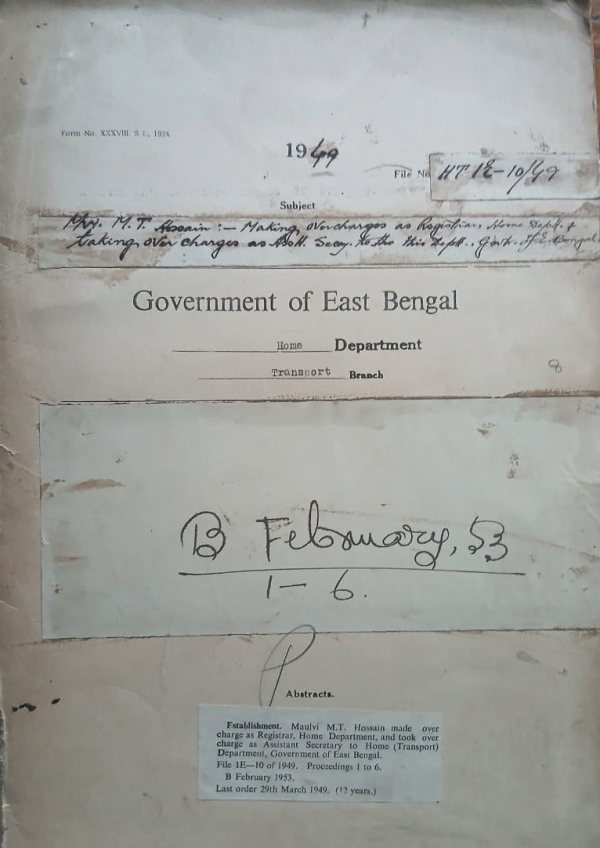 Form No. XXXVIII. S.I., 1924
1949
File No HT 1E-10/49
Subject
M.T. Hossain :- Making over charges as Registrar, Home Deptt. &
taking over charges as Asstt. Secy. to the this Deptt., Govt. of E. Bengal.
Government of East Bengal
Home Department
Transport Branch
8
B February, 53
1-6.
P
Abstracts.
Establishment. Maulvi M.T. Hossain made over
charge as Registrar, Home Department, and took over
charge as Assistant Secretary to Home (Transport)
Department, Government of East Bengal.
File 1E—10 of 1949. Proceedings 1 to 6.
B February 1953.
Last order 29th March 1949. (12 years.)